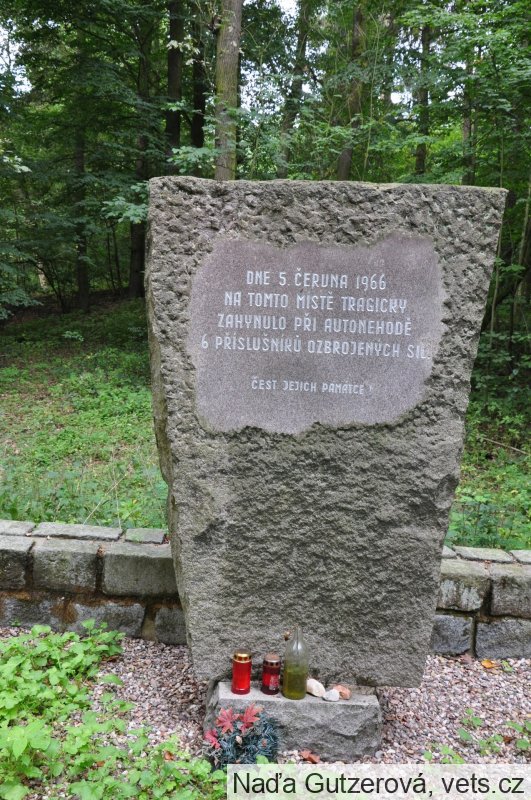 DNE 5. ČERVNA 1966
NA TOMTO MÍSTĚ TRAGICKY
ZAHYNULO PŘI AUTONEHODĚ
6 PŘÍSLUŠNÍKŮ OZBROJENÝCH SIL.
ČEST JEJICH PAMÁTCE !
Naďa Gutzerová, vets.cz